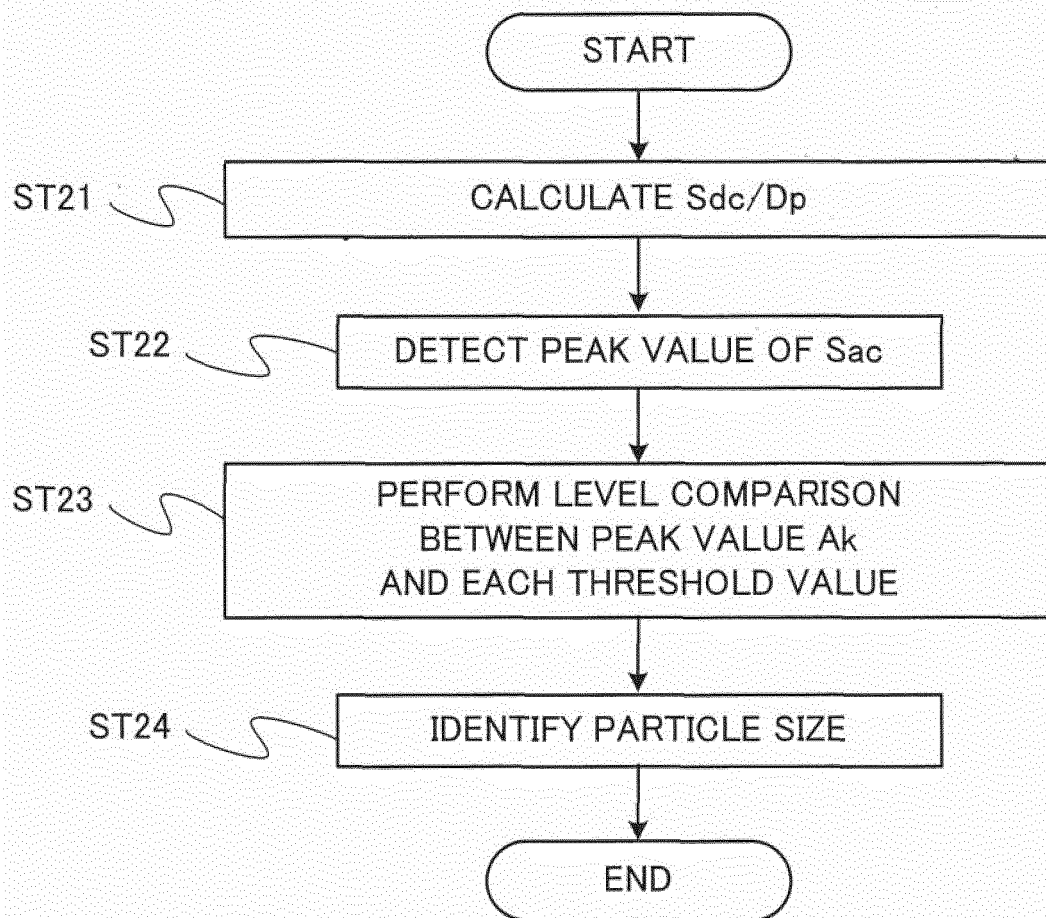 START
ST21
CALCULATE Sdc/Dp
ST22
DETECT PEAK VALUE OF Sac
ST23
PERFORM LEVEL COMPARISON
BETWEEN PEAK VALUE Ak
AND EACH THRESHOLD VALUE
ST24
IDENTIFY PARTICLE SIZE
END